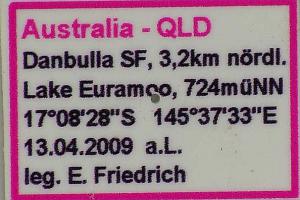 Australia - QLD
Danbulla SF, 3,2km nördl.
Lake Euramoo, 724müNN
17°08'28"S 145°37'33"E
13.04.2009 a.L.
leg. E. Friedrich